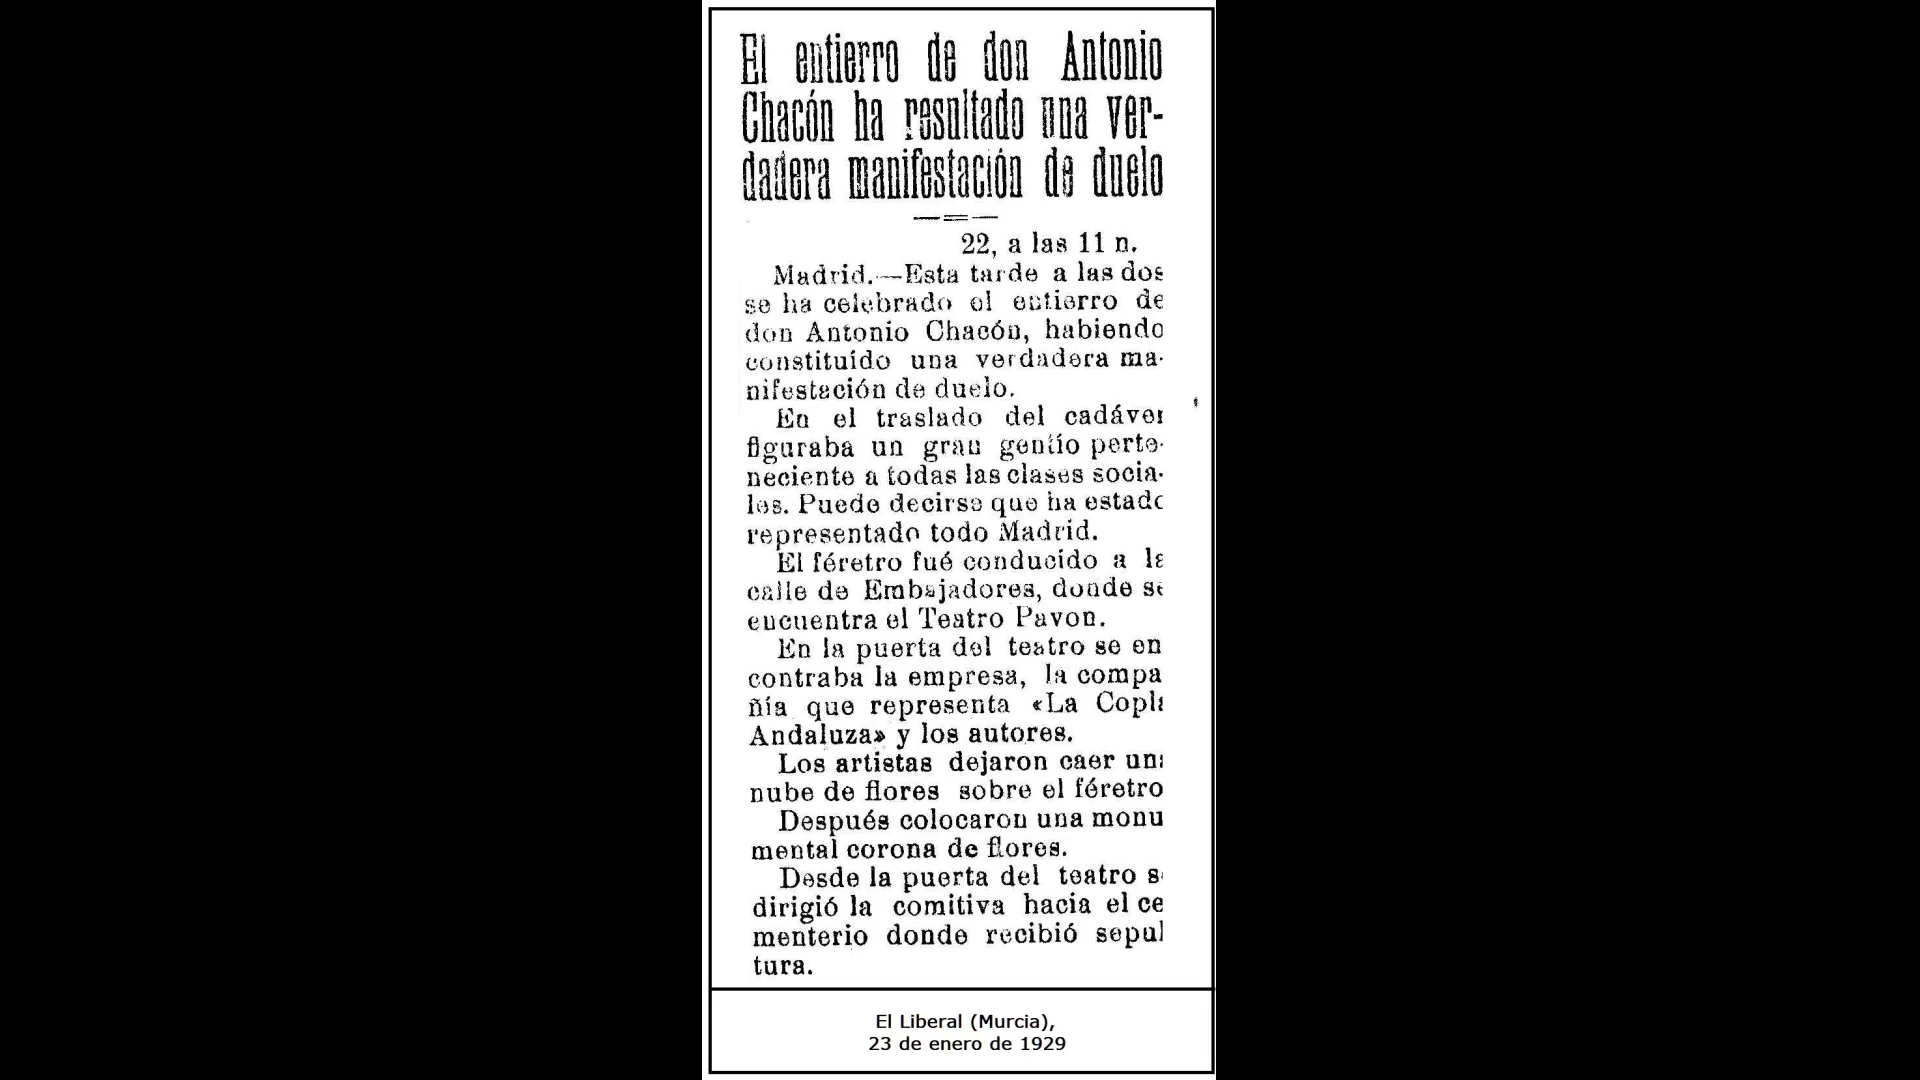 El entierro de don Antonio
Chacón ha resultado una ver-
dadera manifestación de duelo
22, a las 11 n.
Madrid.—Esta tarde a las dos
se ha celebrado el entierro de
don Antonio Chacón, habiendo
constituído una verdadera ma-
nifestación de duelo.
En el traslado del cadáver
figuraba un gran gentío perte-
neciente a todas las clases socia-
les. Puede decirse que ha estado
representado todo Madrid.
El féretro fué conducido a la
calle de Embajadores, donde se
encuentra el Teatro Pavon.
En la puerta del teatro se en
contraba la empresa, la compa
ñía que representa «La Copla
Andaluza» y los autores.
Los artistas dejaron caer una
nube de flores sobre el féretro
Después colocaron una monu
mental corona de flores.
Desde la puerta del teatro se
dirigió la comitiva hacia el ce
menterio donde recibió sepul
tura.
El Liberal (Murcia),
23 de enero de 1929